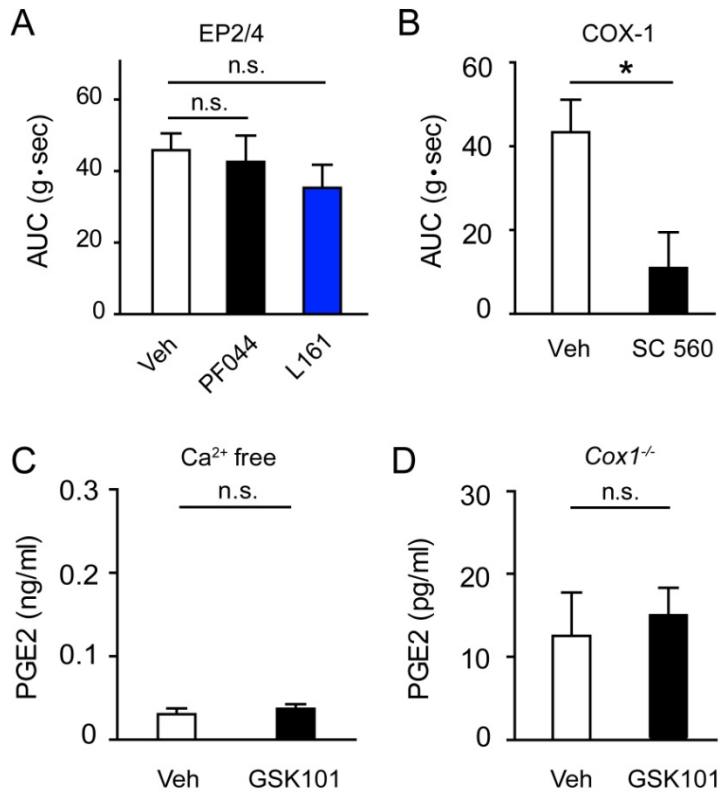 A
EP2/4
n.s.
n.s.
AUC (g•sec)
60
40
20
0
Veh
PF044
L161
B
COX-1
*
AUC (g•sec)
60
40
20
0
Veh
SC 560
C
Ca²⁺ free
n.s.
PGE2 (ng/ml)
0.3
0.2
0.1
0
Veh
GSK101
D
Cox1⁻/⁻
n.s.
PGE2 (pg/ml)
30
20
10
0
Veh
GSK101